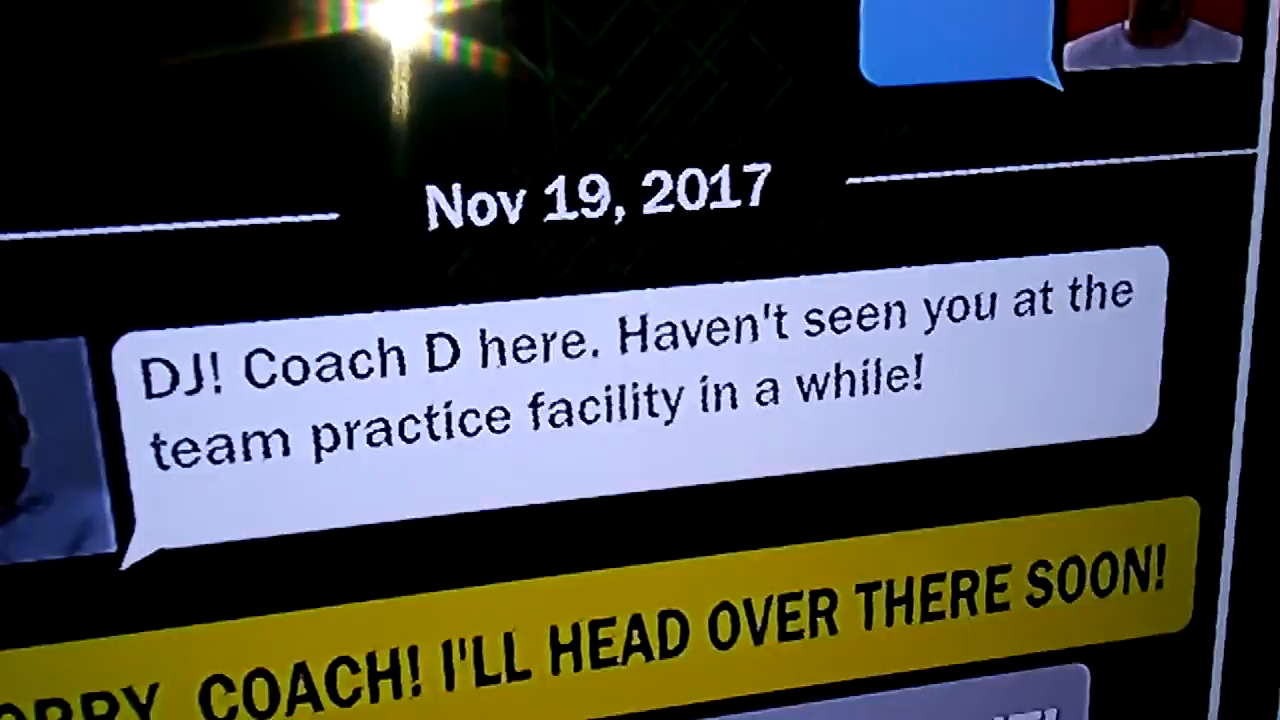 Nov 19, 2017
DJ! Coach D here. Haven't seen you at the
team practice facility in a while!
COACH! I'LL HEAD OVER THERE SOON!